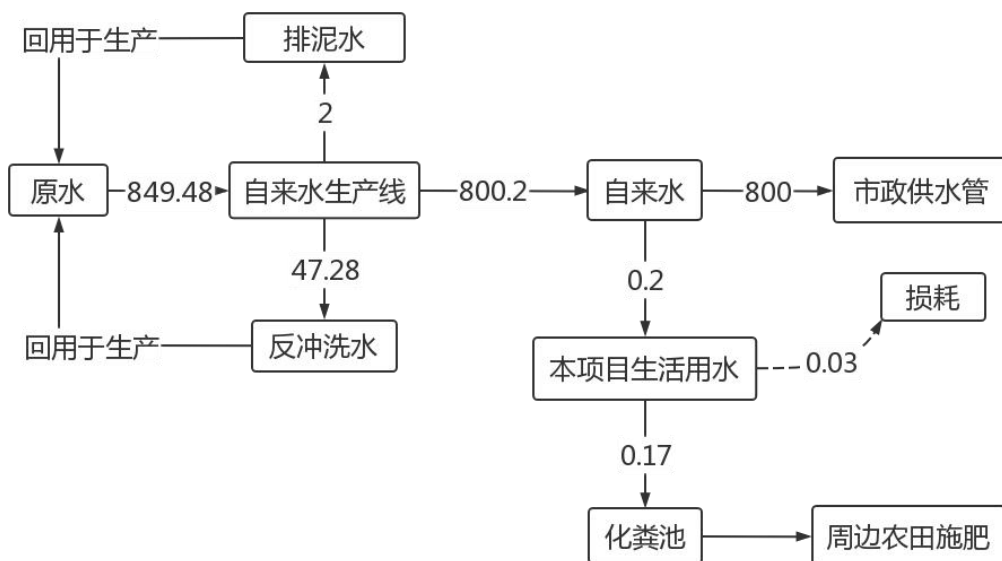 排泥水
回用于生产
2
原水
849.48
自来水生产线
800.2
自来水
800
市政供水管
47.28
0.2
损耗
回用于生产
反冲洗水
本项目生活用水
0.03
0.17
化粪池
周边农田施肥